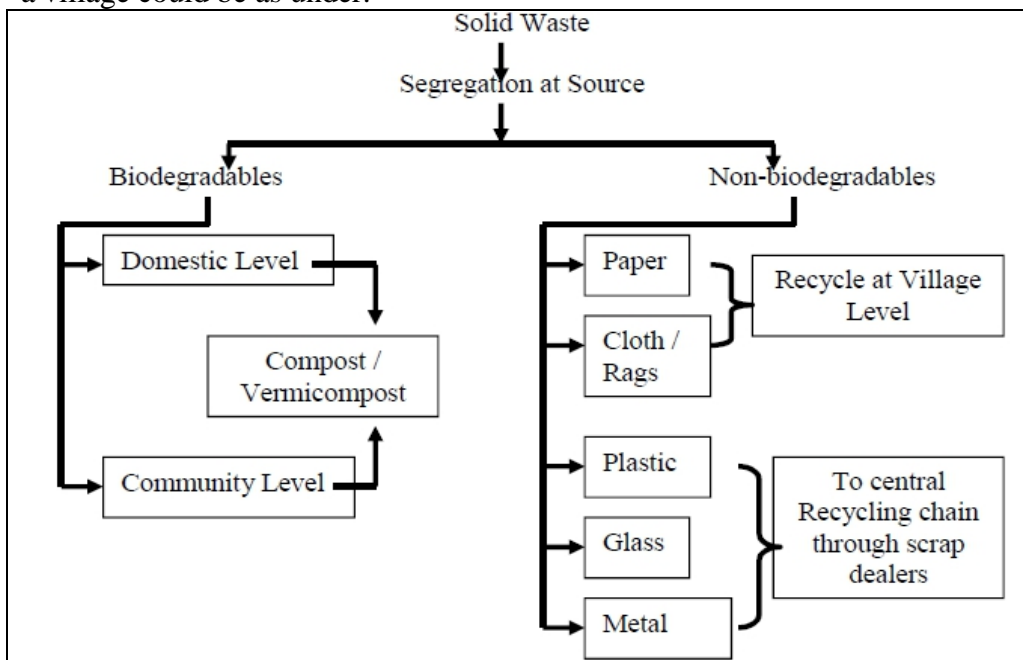 a village could be as under:
Solid Waste
Segregation at Source
Biodegradables
Non-biodegradables
Domestic Level
Compost /
Vermicompost
Community Level
Paper
Cloth /
Rags
Recycle at Village
Level
Plastic
Glass
Metal
To central
Recycling chain
through scrap
dealers